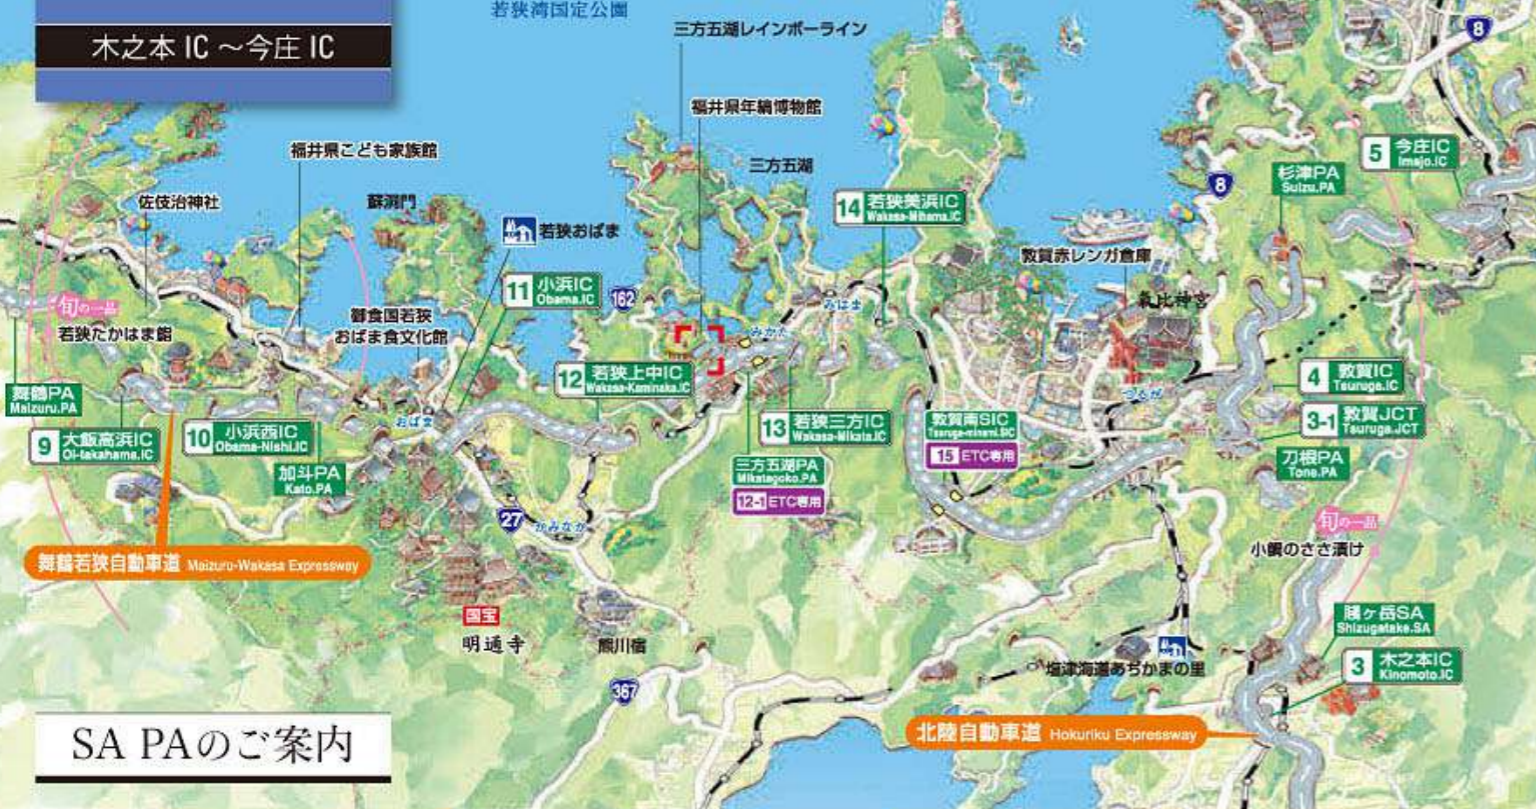 若狭湾国定公園
木之本 IC ～今庄 IC
三方五湖レインボーライン
8
福井県年縞博物館
福井県こども家族館
三方五湖
5 今庄IC
Imajo.IC
杉津PA
Suizu.PA
8
佐伎治神社
蘇洞門
14 若狭美浜IC
Wakasa-Mihama.IC
若狭おばま
敦賀赤レンガ倉庫
11 小浜IC
Obama.IC
162
みはま
氣比神宮
旬の一品
若狭たかはま館
御食国若狭
おばま食文化館
みかた
12 若狭上中IC
Wakasa-Kaminaka.IC
4 敦賀IC
Tsuruga.IC
舞鶴PA
Maizuru.PA
つるが
3-1 敦賀JCT
Tsuruga.JCT
おばま
13 若狭三方IC
Wakasa-Mikata.IC
敦賀南SIC
Tsuruga-minami.SIC
15 ETC専用
9 大飯高浜IC
Oi-takahama.IC
10 小浜西IC
Obama-Nishi.IC
刀根PA
Tone.PA
加斗PA
Kato.PA
三方五湖PA
Mikatagoko.PA
12-1 ETC専用
27
かみなか
旬の一品
小鯛のささ漬け
舞鶴若狭自動車道 Maizuru-Wakasa Expressway
国宝
明通寺
熊川宿
賤ヶ岳SA
Shizugatake.SA
塩津海道あぢかまの里
3 木之本IC
Kinomoto.IC
367
北陸自動車道 Hokuriku Expressway
SA PAのご案内